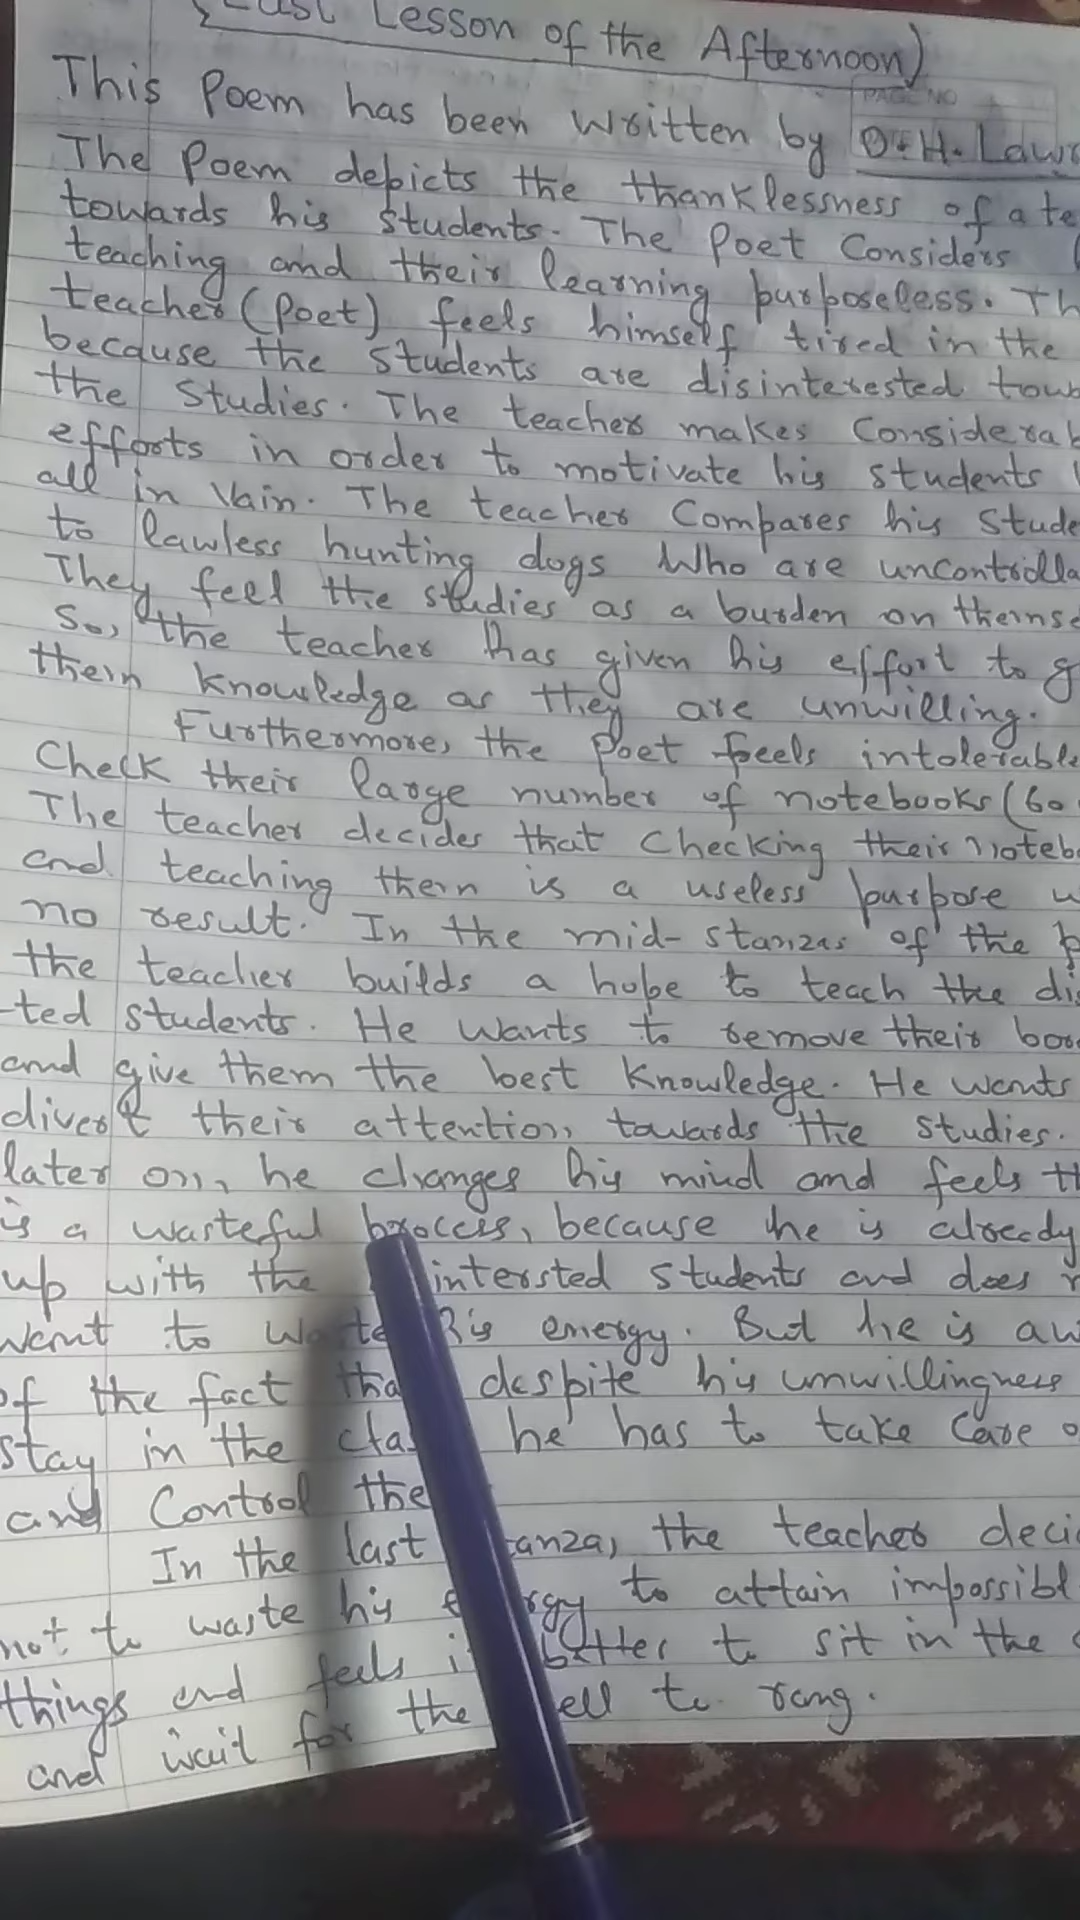 Last Lesson of the Afternoon)
PAGE NO
This Poem has been written by D.H. Law
The Poem depicts the thanklessness of a te
towards his students. The Poet Considers
teaching and their learning purposeless. Th
teacher (Poet) feels himself tired in the
because the students are disinterested tow
the Studies. The teacher makes Considerab
efforts in order to motivate his students
all in Vain. The teacher Compares his Stude
to lawless hunting dogs Who are uncontrolla
They feel the studies as a burden on themse
So, the teacher has given his effort to g
them knowledge as they are unwilling.
Furthermore, the Poet feels intolerable
Check their large number of notebooks (60
The teacher decides that Checking their noteb
and teaching them is a useless purpose w
no result. In the mid-stanzas of the p
the teacher builds a hope to teach the dis
-ted students. He wants to remove their bor
and give them the best Knowledge. He wants
divert their attention, towards the studies.
later on, he changes his mind and feels th
is a wasteful process, because he is already
up with the intersted students and does n
want to waste his energy. But he is aw
of the fact tha despite his unwillingness
stay in the cla he has to take Care o
and Control the
In the last tanza, the teacher deci
not to waste his e rgy to attain impossibl
things and feels i better to sit in the c
and wait for the ell to rang.